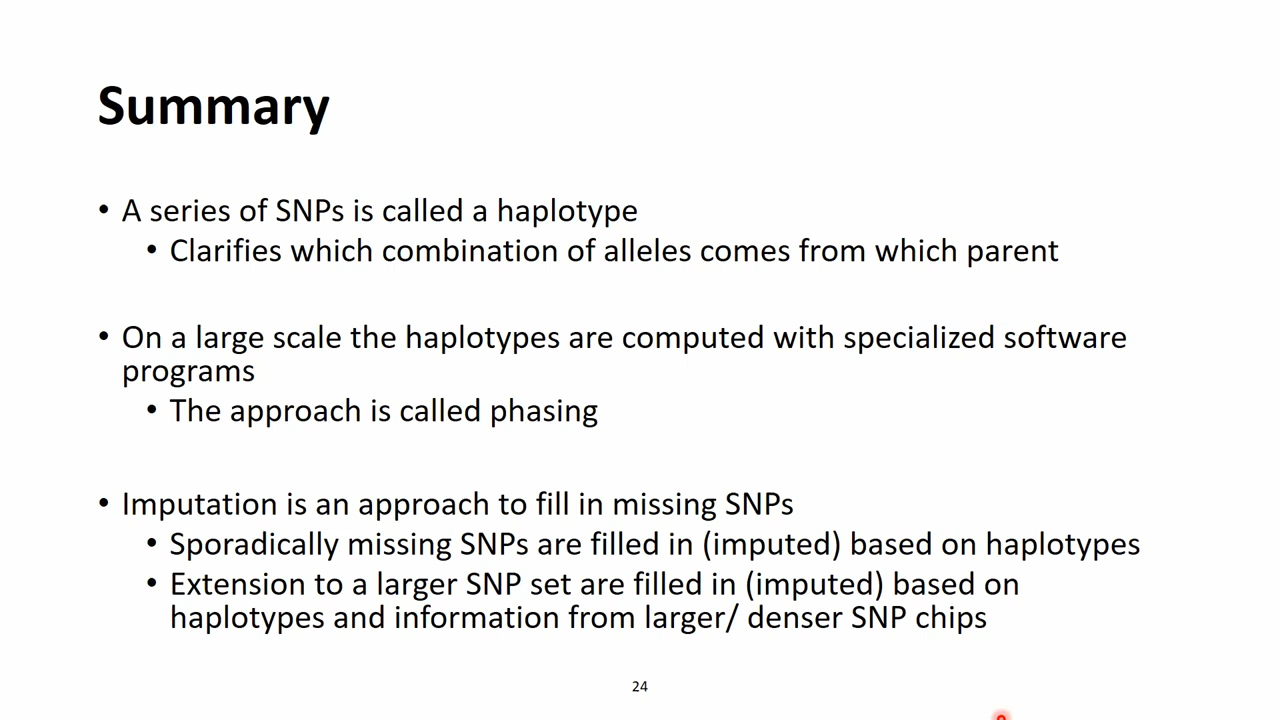 Summary
• A series of SNPs is called a haplotype
• Clarifies which combination of alleles comes from which parent
• On a large scale the haplotypes are computed with specialized software
programs
• The approach is called phasing
• Imputation is an approach to fill in missing SNPs
• Sporadically missing SNPs are filled in (imputed) based on haplotypes
• Extension to a larger SNP set are filled in (imputed) based on
haplotypes and information from larger/ denser SNP chips
24